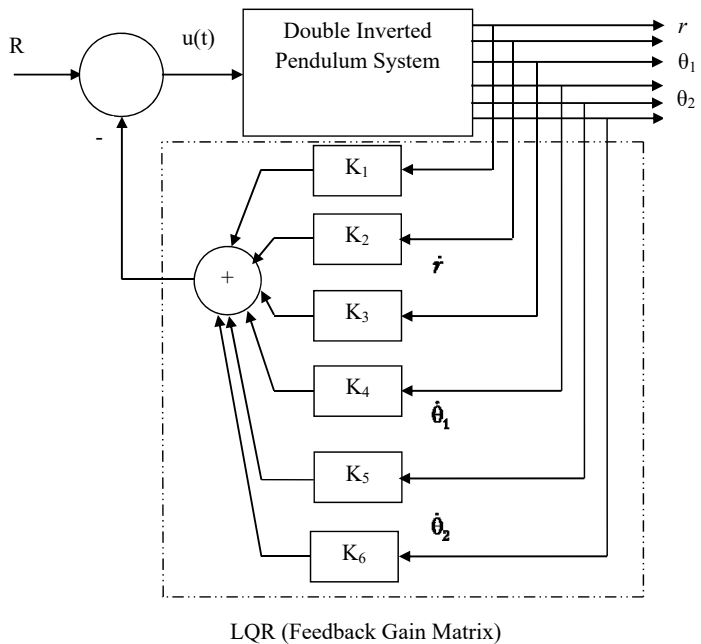 R
u(t)
Double Inverted
Pendulum System
r
θ₁
θ₂
-
K₁
K₂
ṙ
+
K₃
K₄
θ̇₁
K₅
θ̇₂
K₆
LQR (Feedback Gain Matrix)